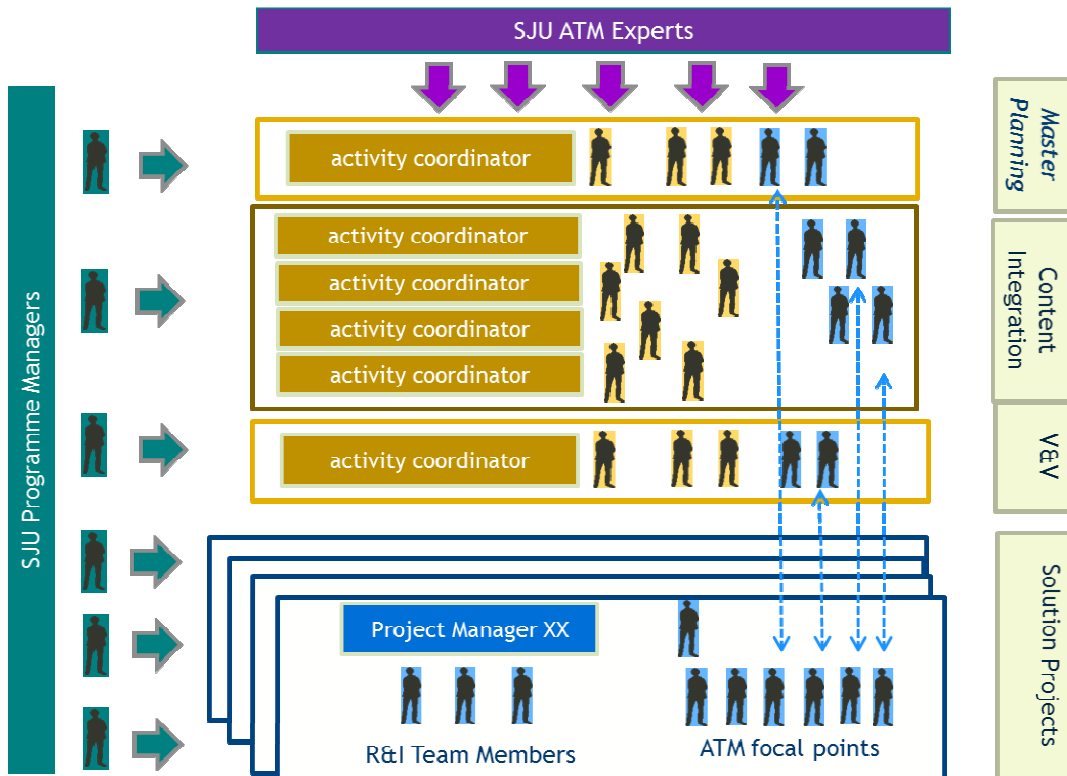 SJU ATM Experts
SJU Programme Managers
activity coordinator
Master
Planning
activity coordinator
activity coordinator
activity coordinator
activity coordinator
Content
Integration
activity coordinator
V&V
Project Manager XX
R&I Team Members
ATM focal points
Solution Projects